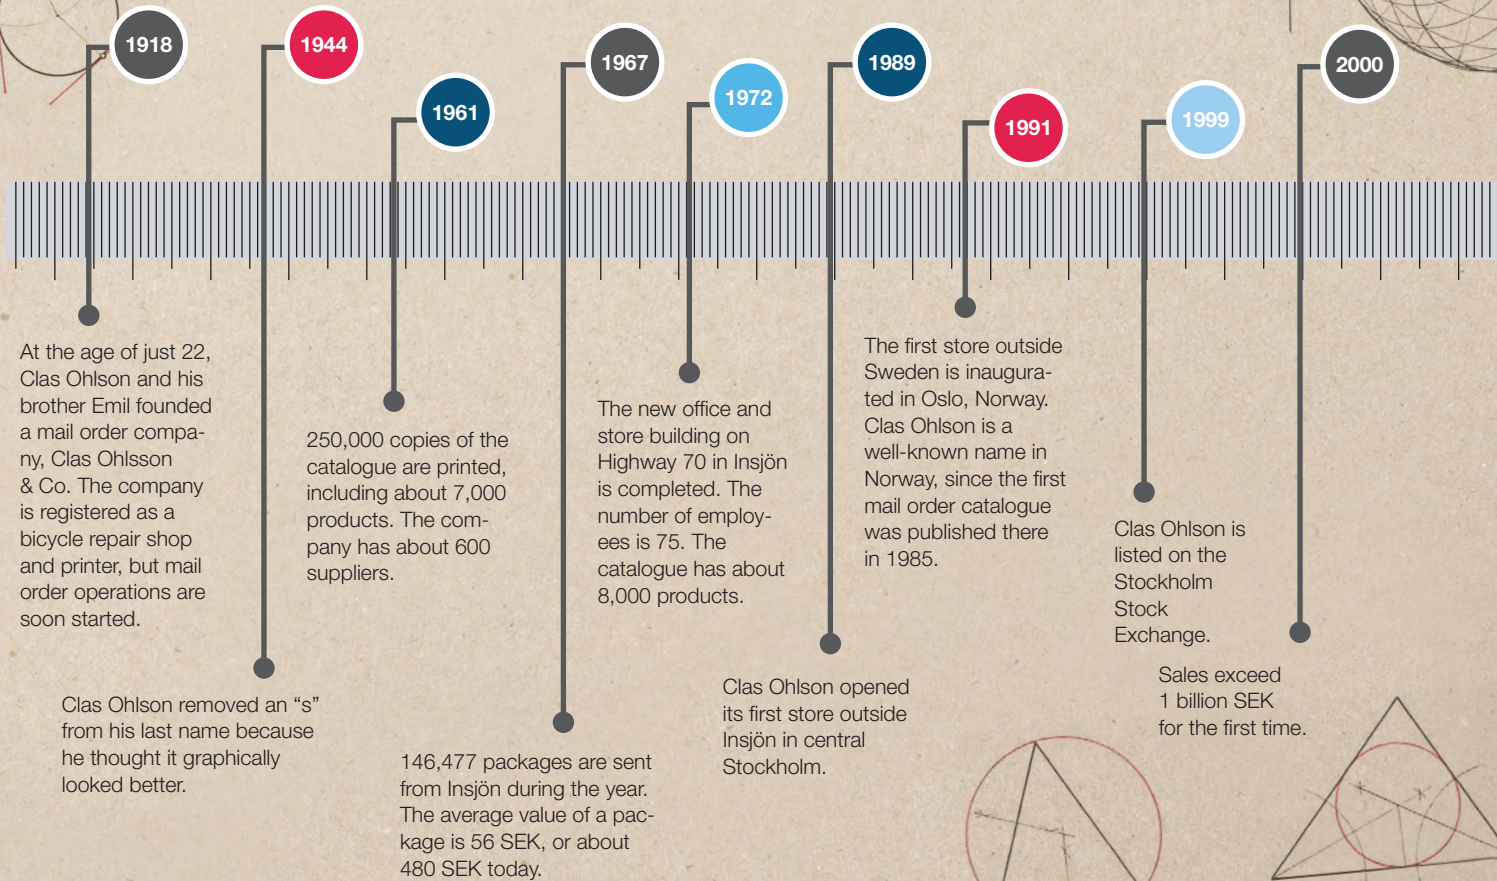 1918
At the age of just 22,
Clas Ohlson and his
brother Emil founded
a mail order compa-
ny, Clas Ohlsson
& Co. The company
is registered as a
bicycle repair shop
and printer, but mail
order operations are
soon started.
1944
Clas Ohlson removed an “s”
from his last name because
he thought it graphically
looked better.
1961
250,000 copies of the
catalogue are printed,
including about 7,000
products. The com-
pany has about 600
suppliers.
1967
146,477 packages are sent
from Insjön during the year.
The average value of a pac-
kage is 56 SEK, or about
480 SEK today.
1972
The new office and
store building on
Highway 70 in Insjön
is completed. The
number of employ-
ees is 75. The
catalogue has about
8,000 products.
1989
Clas Ohlson opened
its first store outside
Insjön in central
Stockholm.
1991
The first store outside
Sweden is inaugura-
ted in Oslo, Norway.
Clas Ohlson is a
well-known name in
Norway, since the first
mail order catalogue
was published there
in 1985.
1999
Clas Ohlson is
listed on the
Stockholm
Stock
Exchange.
2000
Sales exceed
1 billion SEK
for the first time.